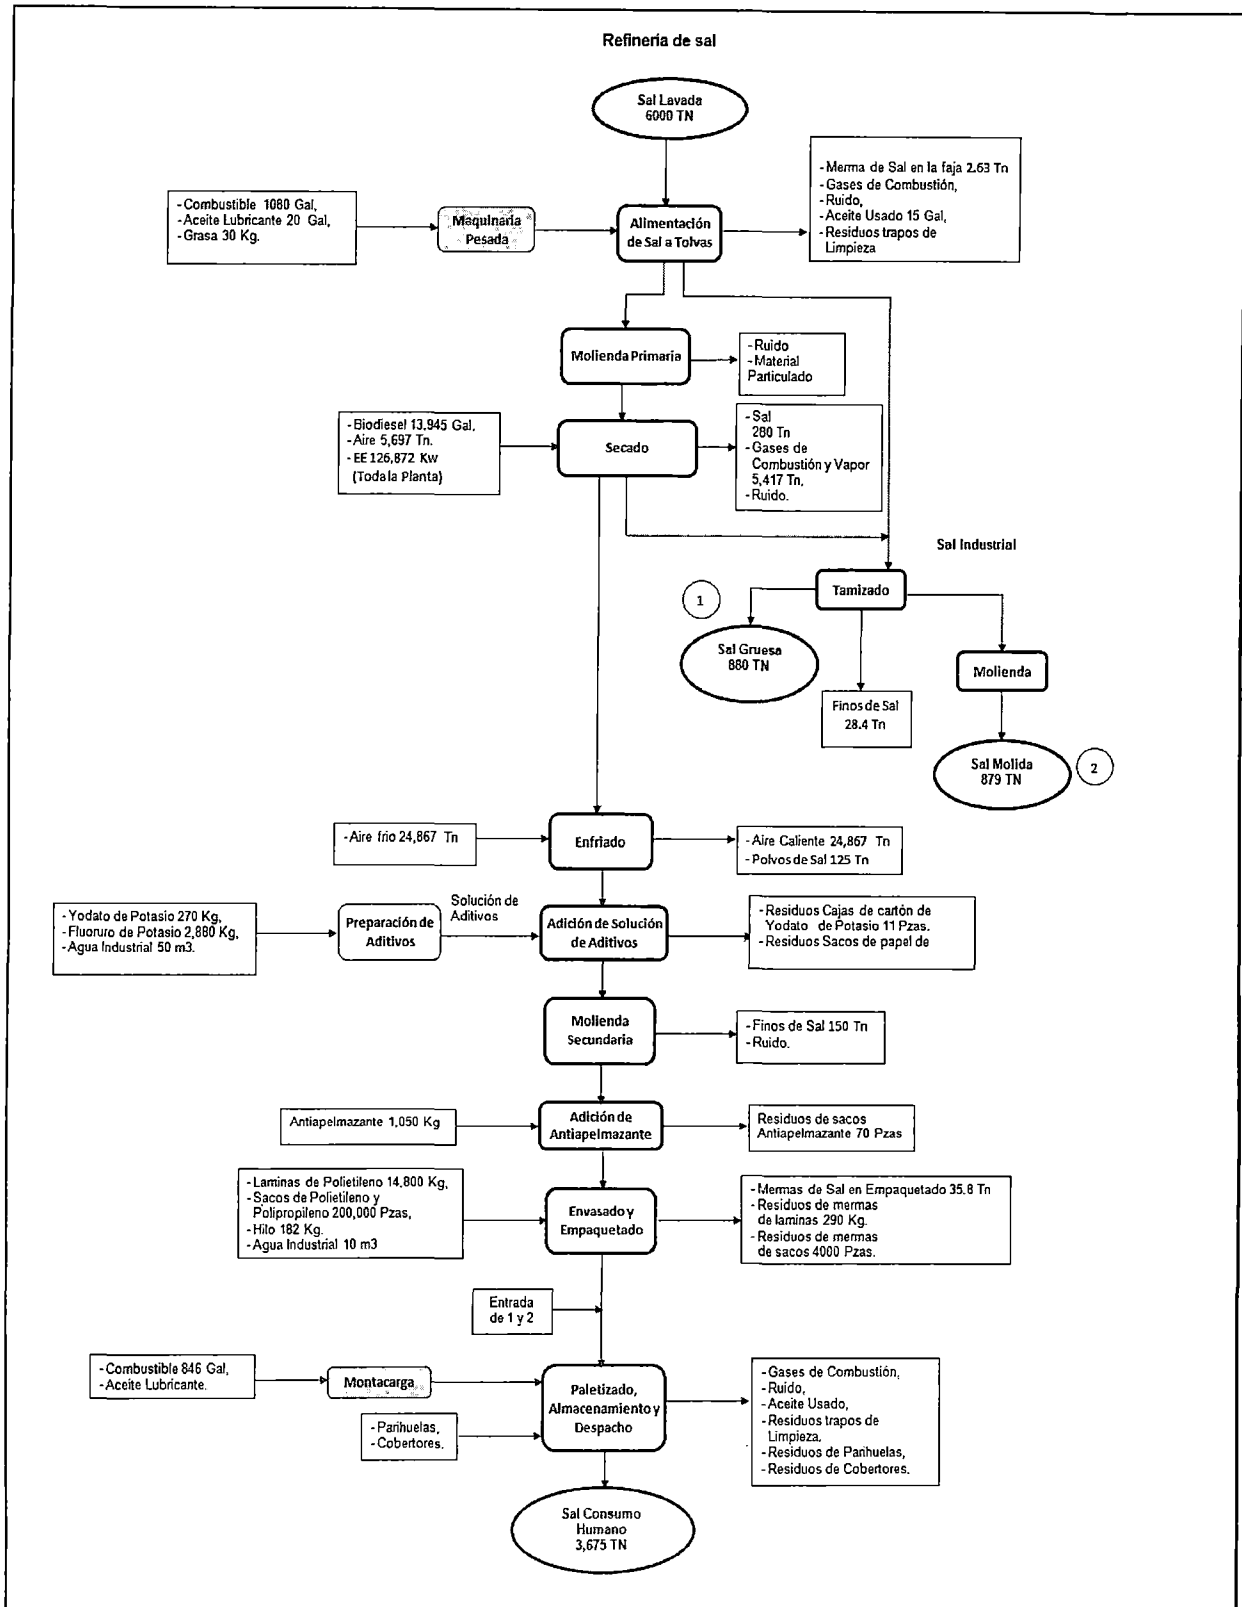 Refinería de sal
Sal Lavada
6000 TN
- Combustible 1080 Gal,
- Aceite Lubricante 20 Gal,
- Grasa 30 Kg.
Maquinaria
Pesada
Alimentación
de Sal a Tolvas
- Merma de Sal en la faja 2.63 Tn
- Gases de Combustión,
- Ruido,
- Aceite Usado 15 Gal,
- Residuos trapos de
Limpieza
Molienda Primaria
- Ruido
- Material
Particulado
- Biodiesel 13,945 Gal.
- Aire 5,697 Tn.
- EE 126,872 Kw
(Toda la Planta)
Secado
- Sal
280 Tn
- Gases de
Combustión y Vapor
5,417 Tn,
- Ruido.
Sal Industrial
Tamizado
1
Sal Gruesa
880 TN
Molienda
Finos de Sal
28.4 Tn
Sal Molida
879 TN
2
- Aire frio 24,867 Tn
Enfriado
- Aire Caliente 24,867 Tn
- Polvos de Sal 125 Tn
- Yodato de Potasio 270 Kg,
- Fluoruro de Potasio 2,880 Kg,
- Agua Industrial 50 m3.
Preparación de
Aditivos
Solución de
Aditivos
Adición de Solución
de Aditivos
- Residuos Cajas de cartón de
Yodato de Potasio 11 Pzas.
- Residuos Sacos de papel de
Molienda
Secundaria
- Finos de Sal 150 Tn
- Ruido.
Antiapelmazante 1,050 Kg
Adición de
Antiapelmazante
Residuos de sacos
Antiapelmazante 70 Pzas
- Laminas de Polietileno 14,800 Kg,
- Sacos de Polietileno y
Polipropileno 200,000 Pzas,
- Hilo 182 Kg.
- Agua Industrial 10 m3
Envasado y
Empaquetado
- Mermas de Sal en Empaquetado 35.8 Tn
- Residuos de mermas
de laminas 290 Kg.
- Residuos de mermas
de sacos 4000 Pzas.
Entrada
de 1 y 2
- Combustible 846 Gal,
- Aceite Lubricante.
Montacarga
- Parihuelas,
- Cobertores.
Paletizado,
Almacenamiento y
Despacho
- Gases de Combustión,
- Ruido,
- Aceite Usado,
- Residuos trapos de
Limpieza.
- Residuos de Parihuelas,
- Residuos de Cobertores.
Sal Consumo
Humano
3,675 TN